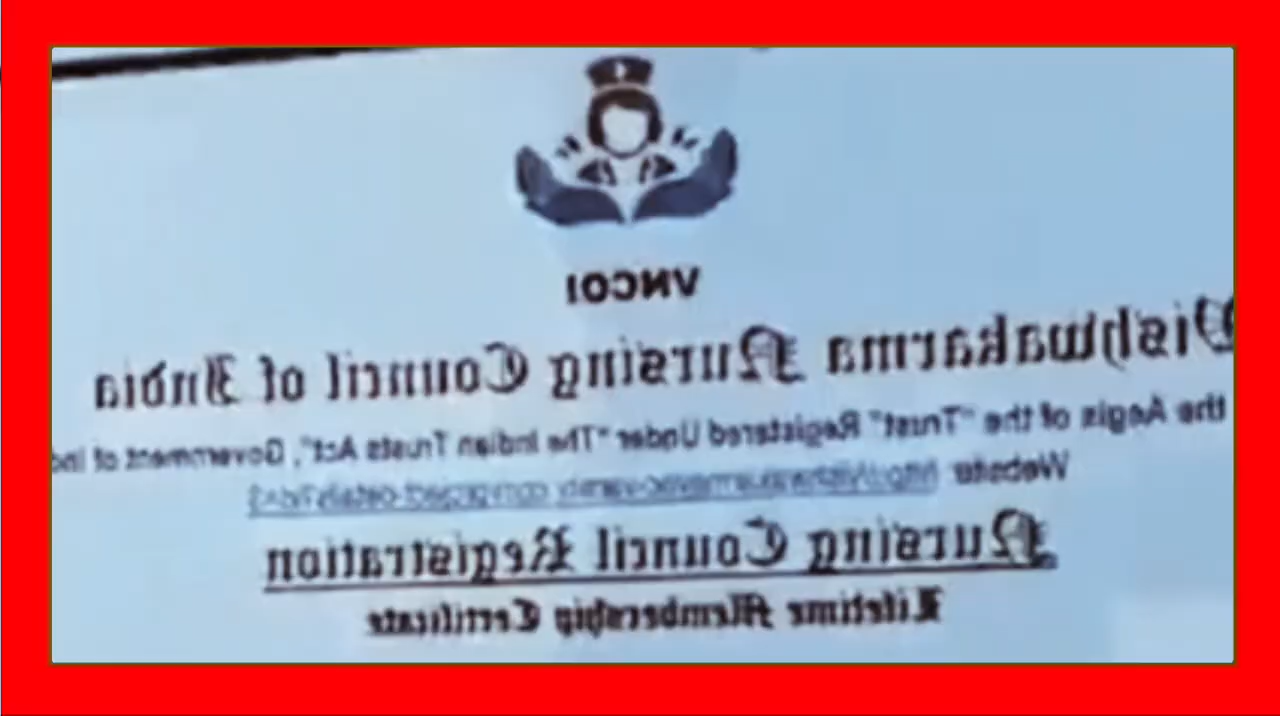 VNCOI
Vishwakarma Nursing Council of India
the Aegis of the "Trust" Registered Under "The Indian Trusts Act", Government of Ind
Website:
Nursing Council Registration
Lifetime Membership Certificate